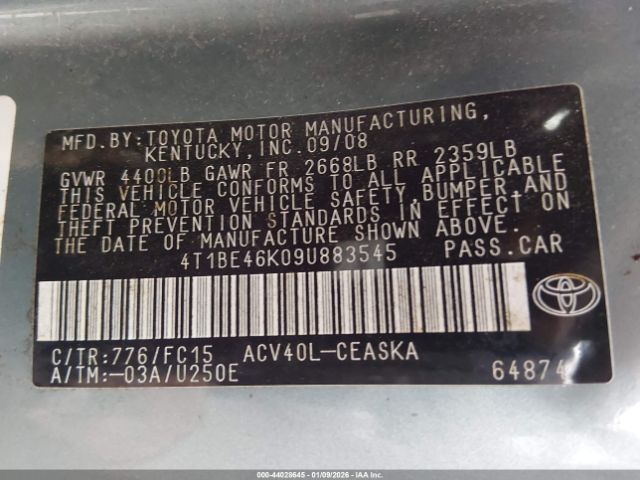 MFD.BY:TOYOTA MOTOR MANUFACTURING,
KENTUCKY,INC.09/08
GVWR 4400LB GAWR FR 2668LB RR 2359LB
THIS VEHICLE CONFORMS TO ALL APPLICABLE
FEDERAL MOTOR VEHICLE SAFETY,BUMPER,AND
THEFT PREVENTION STANDARDS IN EFFECT ON
THE DATE OF MANUFACTURE SHOWN ABOVE.
4T1BE46K09U883545 PASS.CAR
C/TR:776/FC15 ACV40L-CEASKA
A/TM:-03A/U250E 64874
TOYOTA
000-44028645 | 01/09/2026 | IAAC